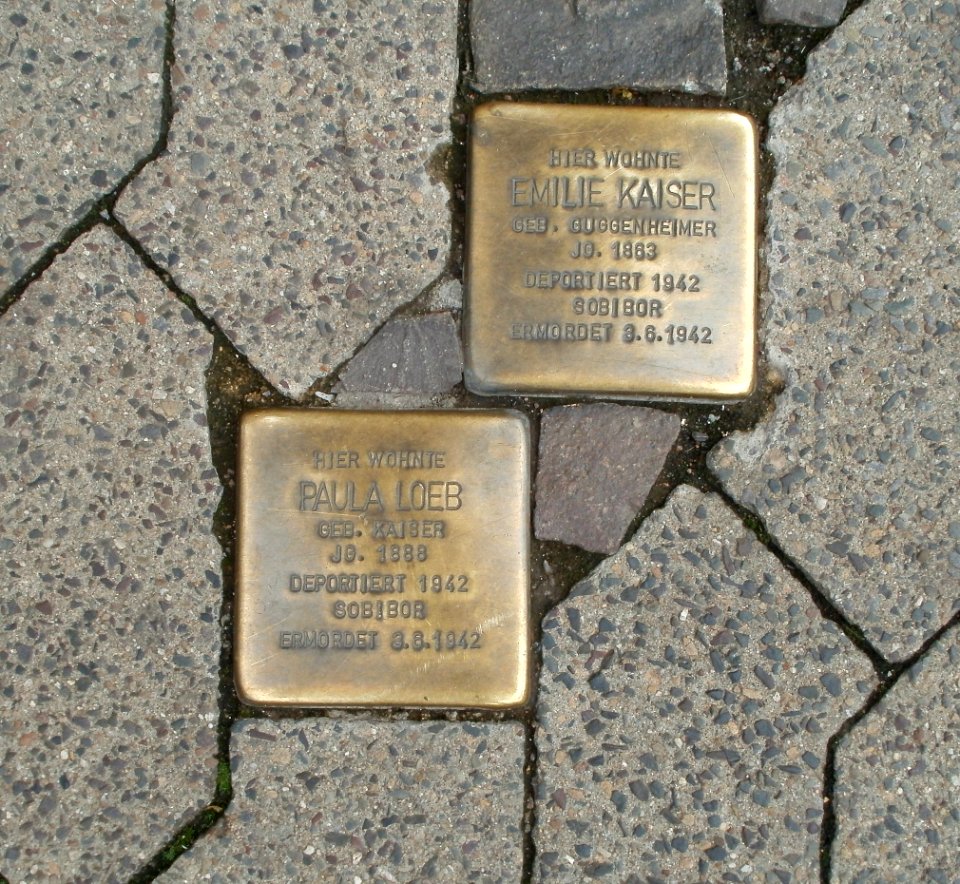 HIER WOHNTE
EMILIE KAISER
GEB. GUGGENHEIMER
JG. 1863
DEPORTIERT 1942
SOBIBOR
ERMORDET 3.6.1942
HIER WOHNTE
PAULA LOEB
GEB. KAISER
JG. 1888
DEPORTIERT 1942
SOBIBOR
ERMORDET 3.6.1942